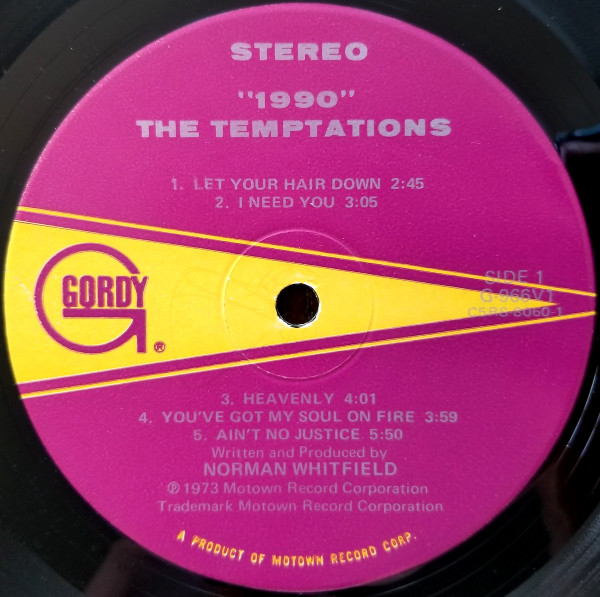 STEREO
"1990"
THE TEMPTATIONS
1. LET YOUR HAIR DOWN 2:45
2. I NEED YOU 3:05
GORDY
®
SIDE 1
G-966V1
3. HEAVENLY 4:01
4. YOU'VE GOT MY SOUL ON FIRE 3:59
5. AIN'T NO JUSTICE 5:50
Written and Produced by
NORMAN WHITFIELD
℗ 1973 Motown Record Corporation
Trademark Motown Record Corporation
A PRODUCT OF MOTOWN RECORD CORP.